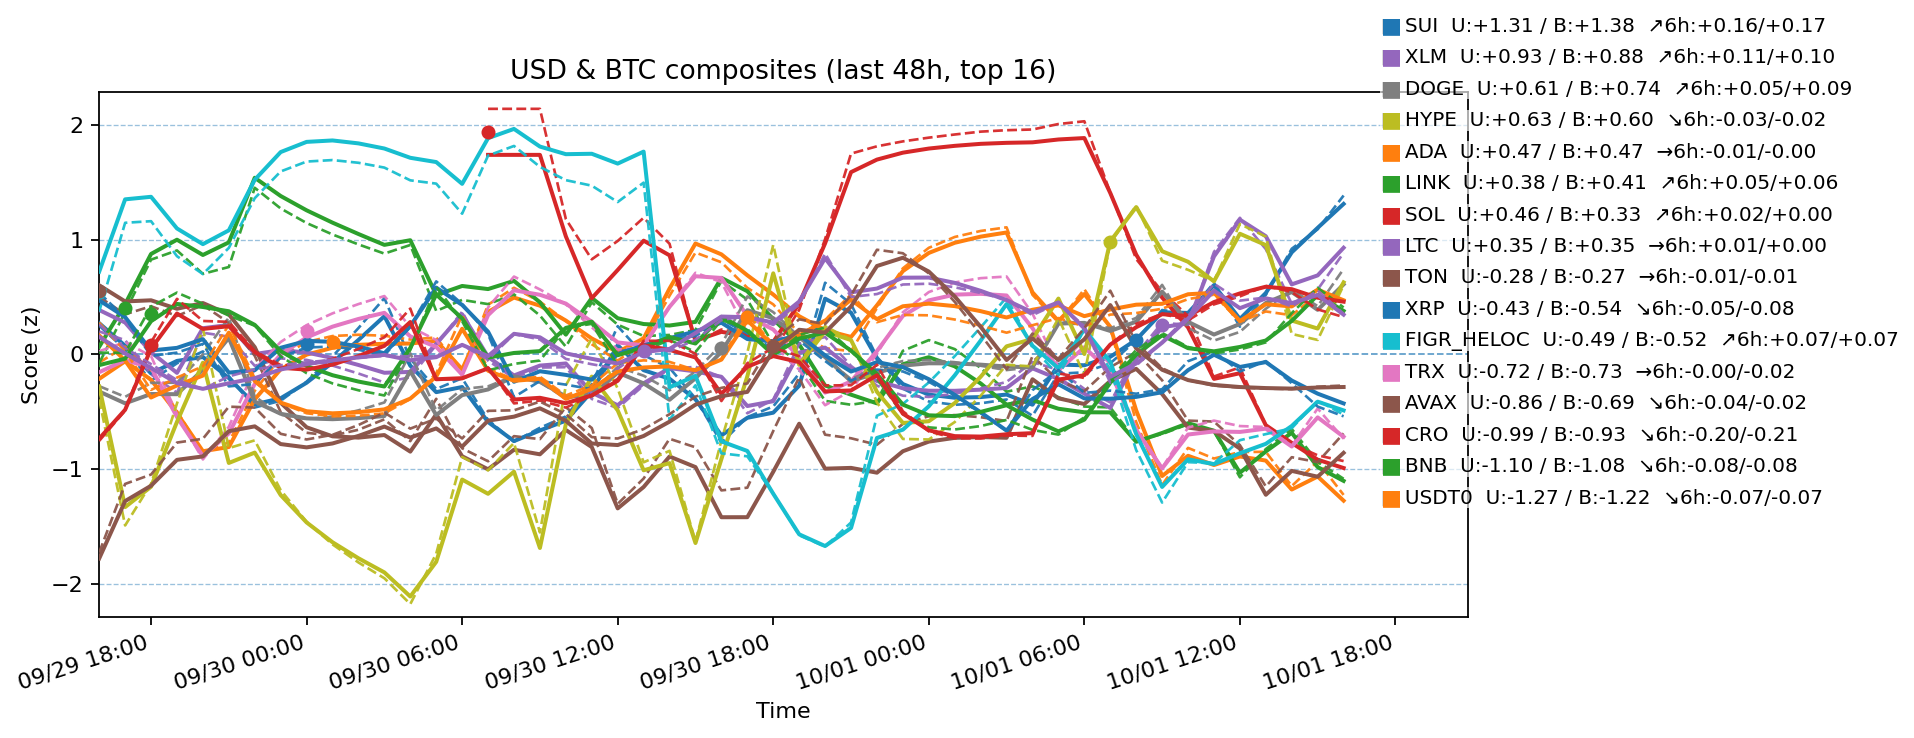 USD & BTC composites (last 48h, top 16)
SUI U:+1.31 / B:+1.38 ↗6h:+0.16/+0.17
XLM U:+0.93 / B:+0.88 ↗6h:+0.11/+0.10
DOGE U:+0.61 / B:+0.74 ↗6h:+0.05/+0.09
HYPE U:+0.63 / B:+0.60 ↘6h:-0.03/-0.02
ADA U:+0.47 / B:+0.47 →6h:-0.01/-0.00
LINK U:+0.38 / B:+0.41 ↗6h:+0.05/+0.06
SOL U:+0.46 / B:+0.33 ↗6h:+0.02/+0.00
LTC U:+0.35 / B:+0.35 →6h:+0.01/+0.00
TON U:-0.28 / B:-0.27 →6h:-0.01/-0.01
XRP U:-0.43 / B:-0.54 ↘6h:-0.05/-0.08
FIGR_HELOC U:-0.49 / B:-0.52 ↗6h:+0.07/+0.07
TRX U:-0.72 / B:-0.73 →6h:-0.00/-0.02
AVAX U:-0.86 / B:-0.69 ↘6h:-0.04/-0.02
CRO U:-0.99 / B:-0.93 ↘6h:-0.20/-0.21
BNB U:-1.10 / B:-1.08 ↘6h:-0.08/-0.08
USDT0 U:-1.27 / B:-1.22 ↘6h:-0.07/-0.07
Score (z)
2
1
0
−1
−2
09/29 18:00
09/30 00:00
09/30 06:00
09/30 12:00
09/30 18:00
10/01 00:00
10/01 06:00
10/01 12:00
10/01 18:00
Time